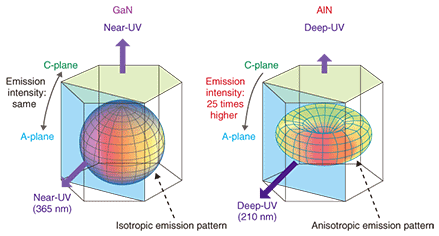 GaN
Near-UV
C-plane
Emission
intensity:
same
A-plane
Near-UV
(365 nm)
Isotropic emission pattern
AlN
Deep-UV
C-plane
Emission
intensity:
25 times
higher
A-plane
Deep-UV
(210 nm)
Anisotropic emission pattern